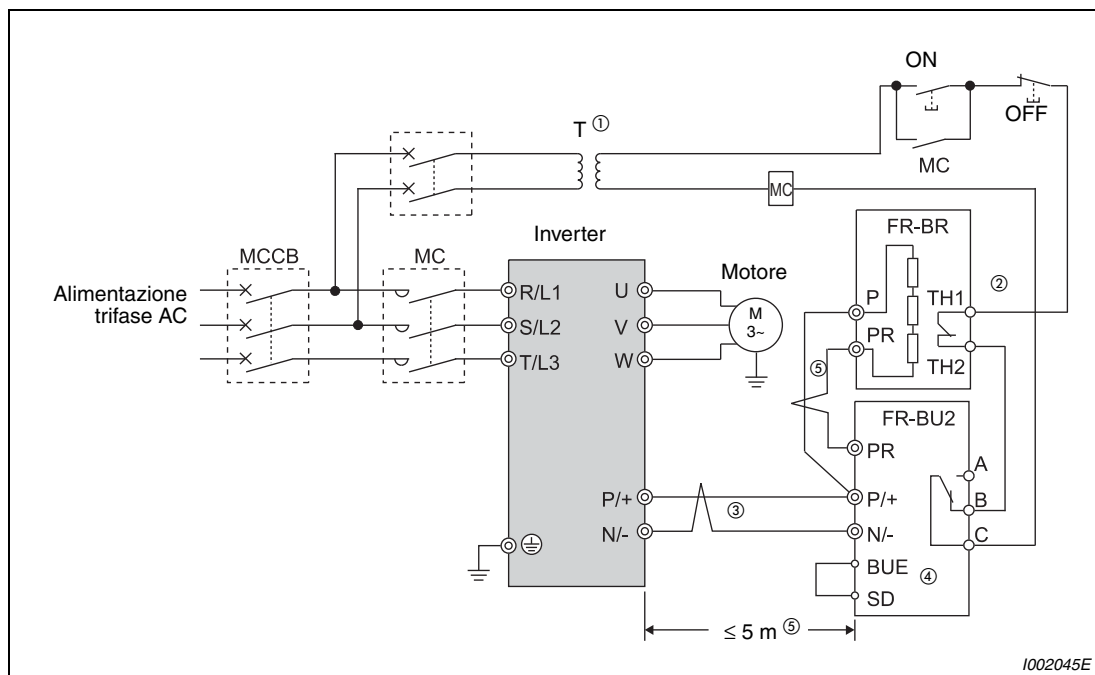 ON
OFF
T ①
MC
MC
Inverter
FR-BR
MCCB
MC
Motore
Alimentazione
trifase AC
R/L1
U
M
3~
P
TH1
②
S/L2
V
PR
T/L3
W
TH2
⑤
FR-BU2
PR
A
P/+
P/+
B
③
N/-
N/-
C
BUE
④
SD
≤ 5 m ⑤
I002045E